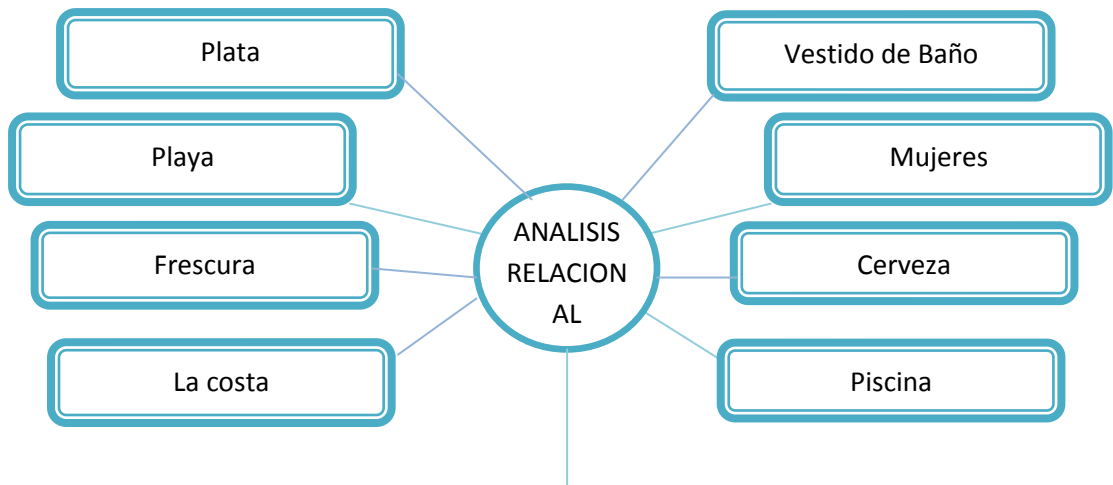 Plata
Vestido de Baño
Playa
Mujeres
ANALISIS
RELACION
AL
Frescura
Cerveza
La costa
Piscina